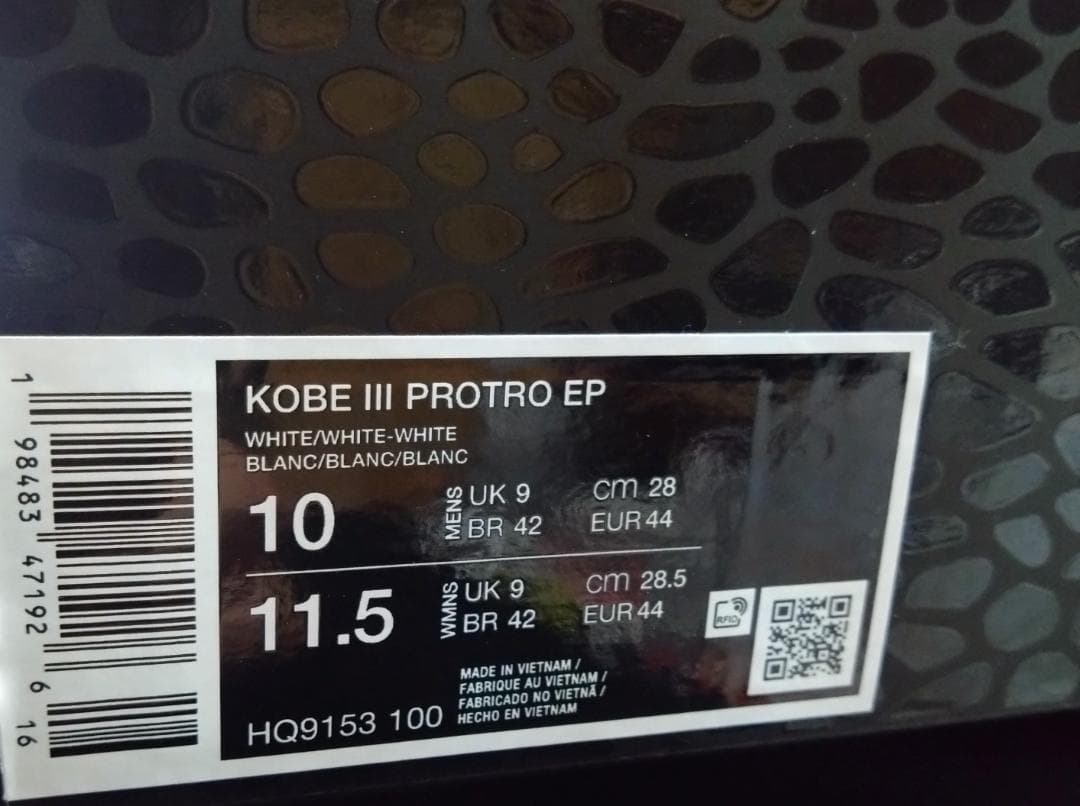 KOBE III PROTRO EP
WHITE/WHITE-WHITE
BLANC/BLANC/BLANC
10 MENS UK 9 cm 28
BR 42 EUR 44
11.5 WMNS UK 9 cm 28.5
BR 42 EUR 44
RFID
MADE IN VIETNAM /
FABRIQUE AU VIETNAM /
FABRICADO NO VIETNÃ /
HECHO EN VIETNAM
HQ9153 100
1 98483 47192 6 16